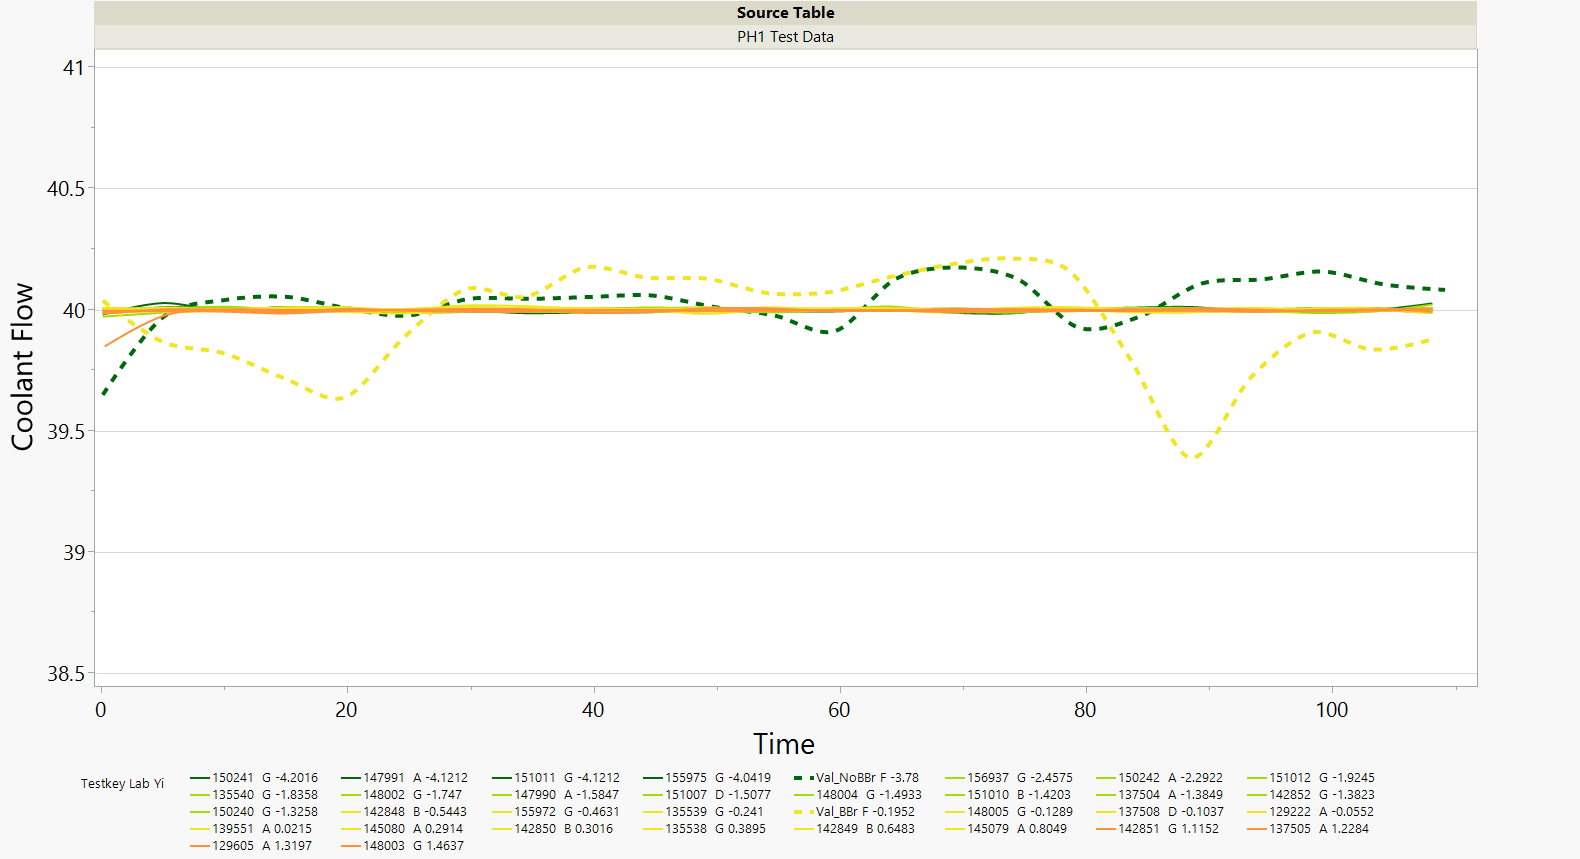 Source Table
PH1 Test Data
41
40.5
40
39.5
39
38.5
Coolant Flow
0 20 40 60 80 100
Time
Testkey Lab Yi
150241 G -4.2016 147991 A -4.1212 151011 G -4.1212 155975 G -4.0419 Val_NoBBr F -3.78 156937 G -2.4575 150242 A -2.2922 151012 G -1.9245
135540 G -1.8358 148002 G -1.747 147990 A -1.5847 151007 D -1.5077 148004 G -1.4933 151010 B -1.4203 137504 A -1.3849 142852 G -1.3823
150240 G -1.3258 142848 B -0.5443 155972 G -0.4631 135539 G -0.241 Val_BBr F -0.1952 148005 G -0.1289 137508 D -0.1037 129222 A -0.0552
139551 A 0.0215 145080 A 0.2914 142850 B 0.3016 135538 G 0.3895 142849 B 0.6483 145079 A 0.8049 142851 G 1.1152 137505 A 1.2284
129605 A 1.3197 148003 G 1.4637